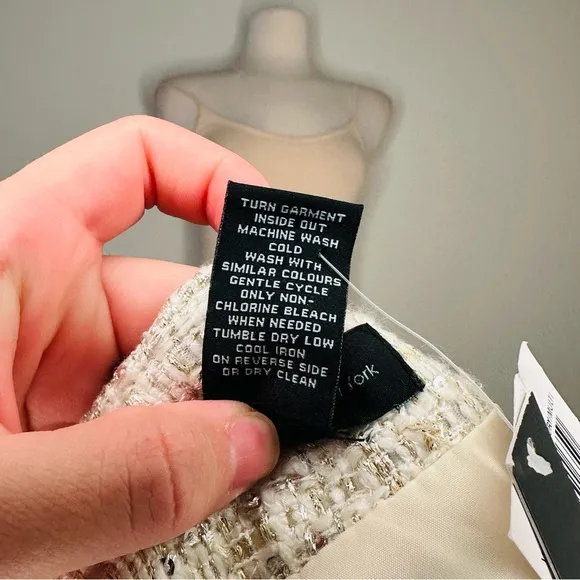 TURN GARMENT
INSIDE OUT
MACHINE WASH
COLD
WASH WITH
SIMILAR COLOURS
GENTLE CYCLE
ONLY NON-
CHLORINE BLEACH
WHEN NEEDED
TUMBLE DRY LOW
COOL IRON
ON REVERSE SIDE
OR DRY CLEAN